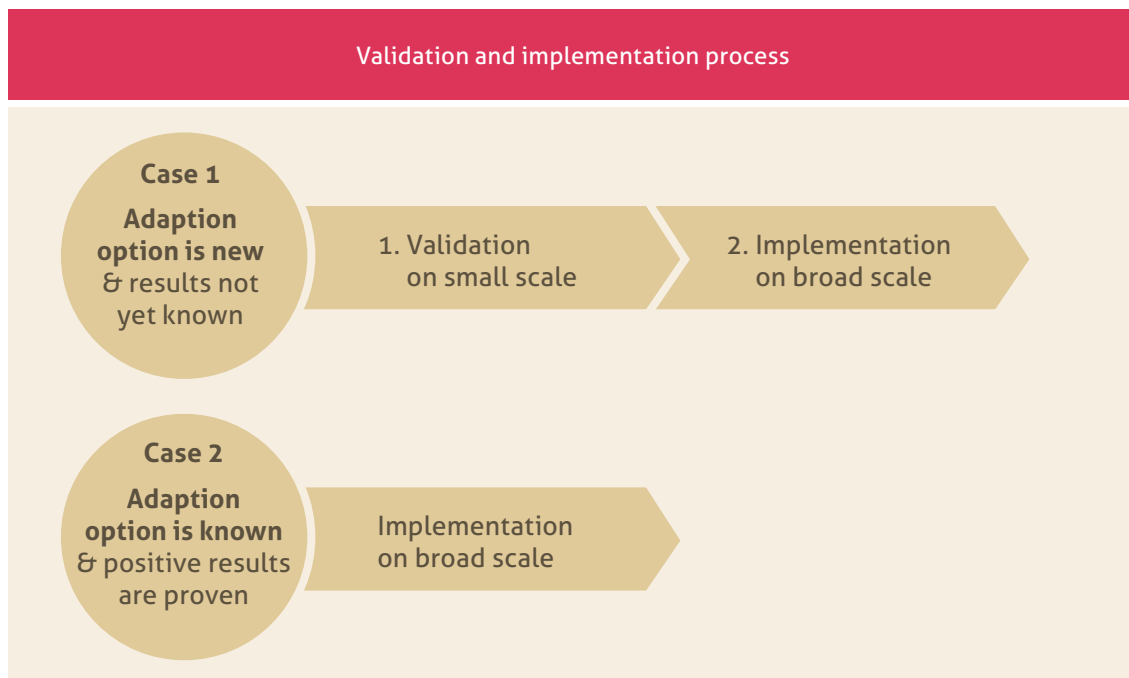 Validation and implementation process
Case 1
Adaption
option is new
& results not
yet known
1. Validation
on small scale
2. Implementation
on broad scale
Case 2
Adaption
option is known
& positive results
are proven
Implementation
on broad scale